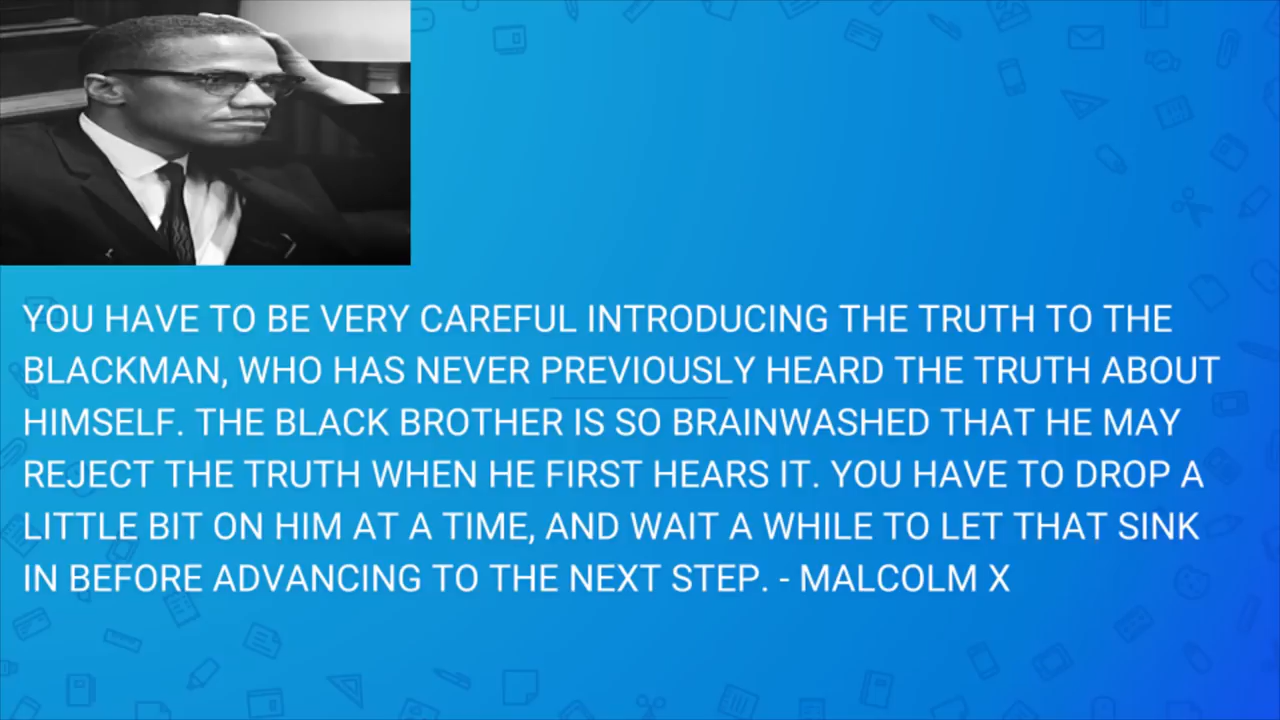 YOU HAVE TO BE VERY CAREFUL INTRODUCING THE TRUTH TO THE
BLACKMAN, WHO HAS NEVER PREVIOUSLY HEARD THE TRUTH ABOUT
HIMSELF. THE BLACK BROTHER IS SO BRAINWASHED THAT HE MAY
REJECT THE TRUTH WHEN HE FIRST HEARS IT. YOU HAVE TO DROP A
LITTLE BIT ON HIM AT A TIME, AND WAIT A WHILE TO LET THAT SINK
IN BEFORE ADVANCING TO THE NEXT STEP. - MALCOLM X